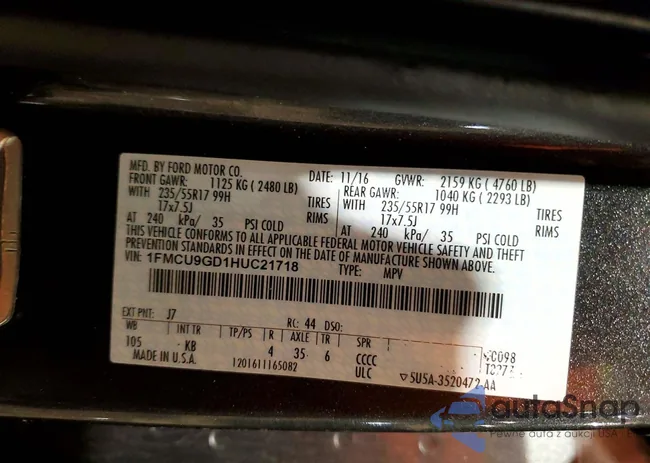 MFD. BY FORD MOTOR CO. DATE: 11/16 GVWR: 2159 KG ( 4760 LB)
FRONT GAWR: 1125 KG ( 2480 LB) REAR GAWR: 1040 KG ( 2293 LB)
WITH 235/55R17 99H TIRES WITH 235/55R17 99H TIRES
17x7.5J RIMS 17x7.5J RIMS
AT 240 kPa/ 35 PSI COLD AT 240 kPa/ 35 PSI COLD
THIS VEHICLE CONFORMS TO ALL APPLICABLE FEDERAL MOTOR VEHICLE SAFETY AND THEFT
PREVENTION STANDARDS IN EFFECT ON THE DATE OF MANUFACTURE SHOWN ABOVE.
VIN: 1FMCU9GD1HUC21718 TYPE: MPV
EXT PNT: J7 RC: 44 DSO:
WB INT TR TP/PS R AXLE TR SPR
105 KB 4 35 6 CCCC C098
MADE IN U.S.A. 1201611165082 ULC
5U5A-3520472 AA
autoSnap
Pewne auta z aukcji USA